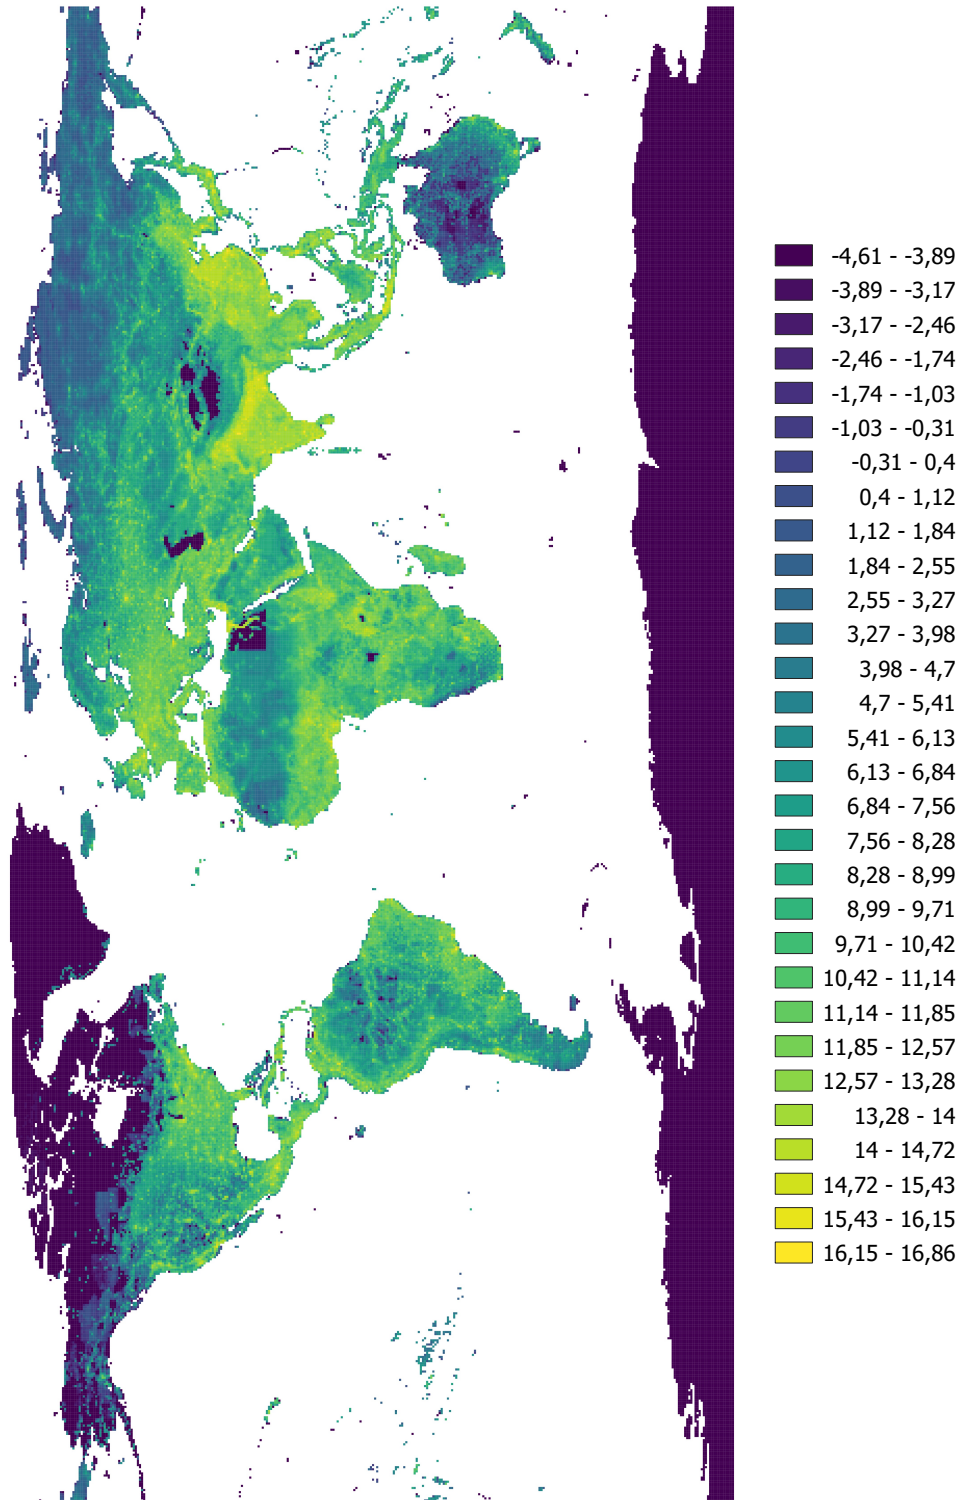 -4,61 - -3,89
-3,89 - -3,17
-3,17 - -2,46
-2,46 - -1,74
-1,74 - -1,03
-1,03 - -0,31
-0,31 - 0,4
0,4 - 1,12
1,12 - 1,84
1,84 - 2,55
2,55 - 3,27
3,27 - 3,98
3,98 - 4,7
4,7 - 5,41
5,41 - 6,13
6,13 - 6,84
6,84 - 7,56
7,56 - 8,28
8,28 - 8,99
8,99 - 9,71
9,71 - 10,42
10,42 - 11,14
11,14 - 11,85
11,85 - 12,57
12,57 - 13,28
13,28 - 14
14 - 14,72
14,72 - 15,43
15,43 - 16,15
16,15 - 16,86